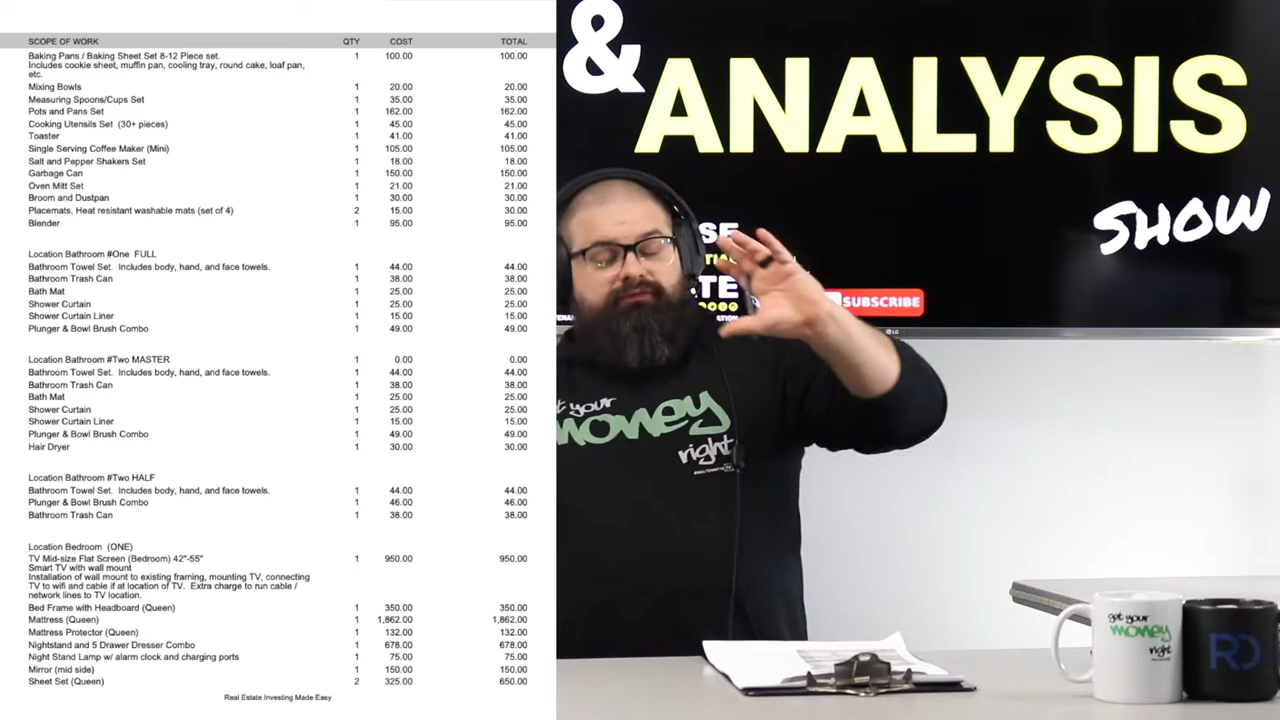 SCOPE OF WORK QTY COST TOTAL
Baking Pans / Baking Sheet Set 8-12 Piece set. 1 100.00 100.00
Includes cookie sheet, muffin pan, cooling tray, round cake, loaf pan,
etc.
Mixing Bowls 1 20.00 20.00
Measuring Spoons/Cups Set 1 35.00 35.00
Pots and Pans Set 1 162.00 162.00
Cooking Utensils Set (30+ pieces) 1 45.00 45.00
Toaster 1 41.00 41.00
Single Serving Coffee Maker (Mini) 1 105.00 105.00
Salt and Pepper Shakers Set 1 18.00 18.00
Garbage Can 1 150.00 150.00
Oven Mitt Set 1 21.00 21.00
Broom and Dustpan 1 30.00 30.00
Placemats, Heat resistant washable mats (set of 4) 2 15.00 30.00
Blender 1 95.00 95.00
Location Bathroom #One FULL
Bathroom Towel Set. Includes body, hand, and face towels. 1 44.00 44.00
Bathroom Trash Can 1 38.00 38.00
Bath Mat 1 25.00 25.00
Shower Curtain 1 25.00 25.00
Shower Curtain Liner 1 15.00 15.00
Plunger & Bowl Brush Combo 1 49.00 49.00
Location Bathroom #Two MASTER 1 0.00 0.00
Bathroom Towel Set. Includes body, hand, and face towels. 1 44.00 44.00
Bathroom Trash Can 1 38.00 38.00
Bath Mat 1 25.00 25.00
Shower Curtain 1 25.00 25.00
Shower Curtain Liner 1 15.00 15.00
Plunger & Bowl Brush Combo 1 49.00 49.00
Hair Dryer 1 30.00 30.00
Location Bathroom #Two HALF
Bathroom Towel Set. Includes body, hand, and face towels. 1 44.00 44.00
Plunger & Bowl Brush Combo 1 46.00 46.00
Bathroom Trash Can 1 38.00 38.00
Location Bedroom (ONE)
TV Mid-size Flat Screen (Bedroom) 42"-55" 1 950.00 950.00
Smart TV with wall mount
Installation of wall mount to existing framing, mounting TV, connecting
TV to wifi and cable if at location of TV. Extra charge to run cable /
network lines to TV location.
Bed Frame with Headboard (Queen) 1 350.00 350.00
Mattress (Queen) 1 1,862.00 1,862.00
Mattress Protector (Queen) 1 132.00 132.00
Nightstand and 5 Drawer Dresser Combo 1 678.00 678.00
Night Stand Lamp w/ alarm clock and charging ports 1 75.00 75.00
Mirror (mid side) 1 150.00 150.00
Sheet Set (Queen) 2 325.00 650.00
Real Estate Investing Made Easy
&
ANALYSIS
SHOW
SUBSCRIBE
LG
your
money
right
got your
money
right